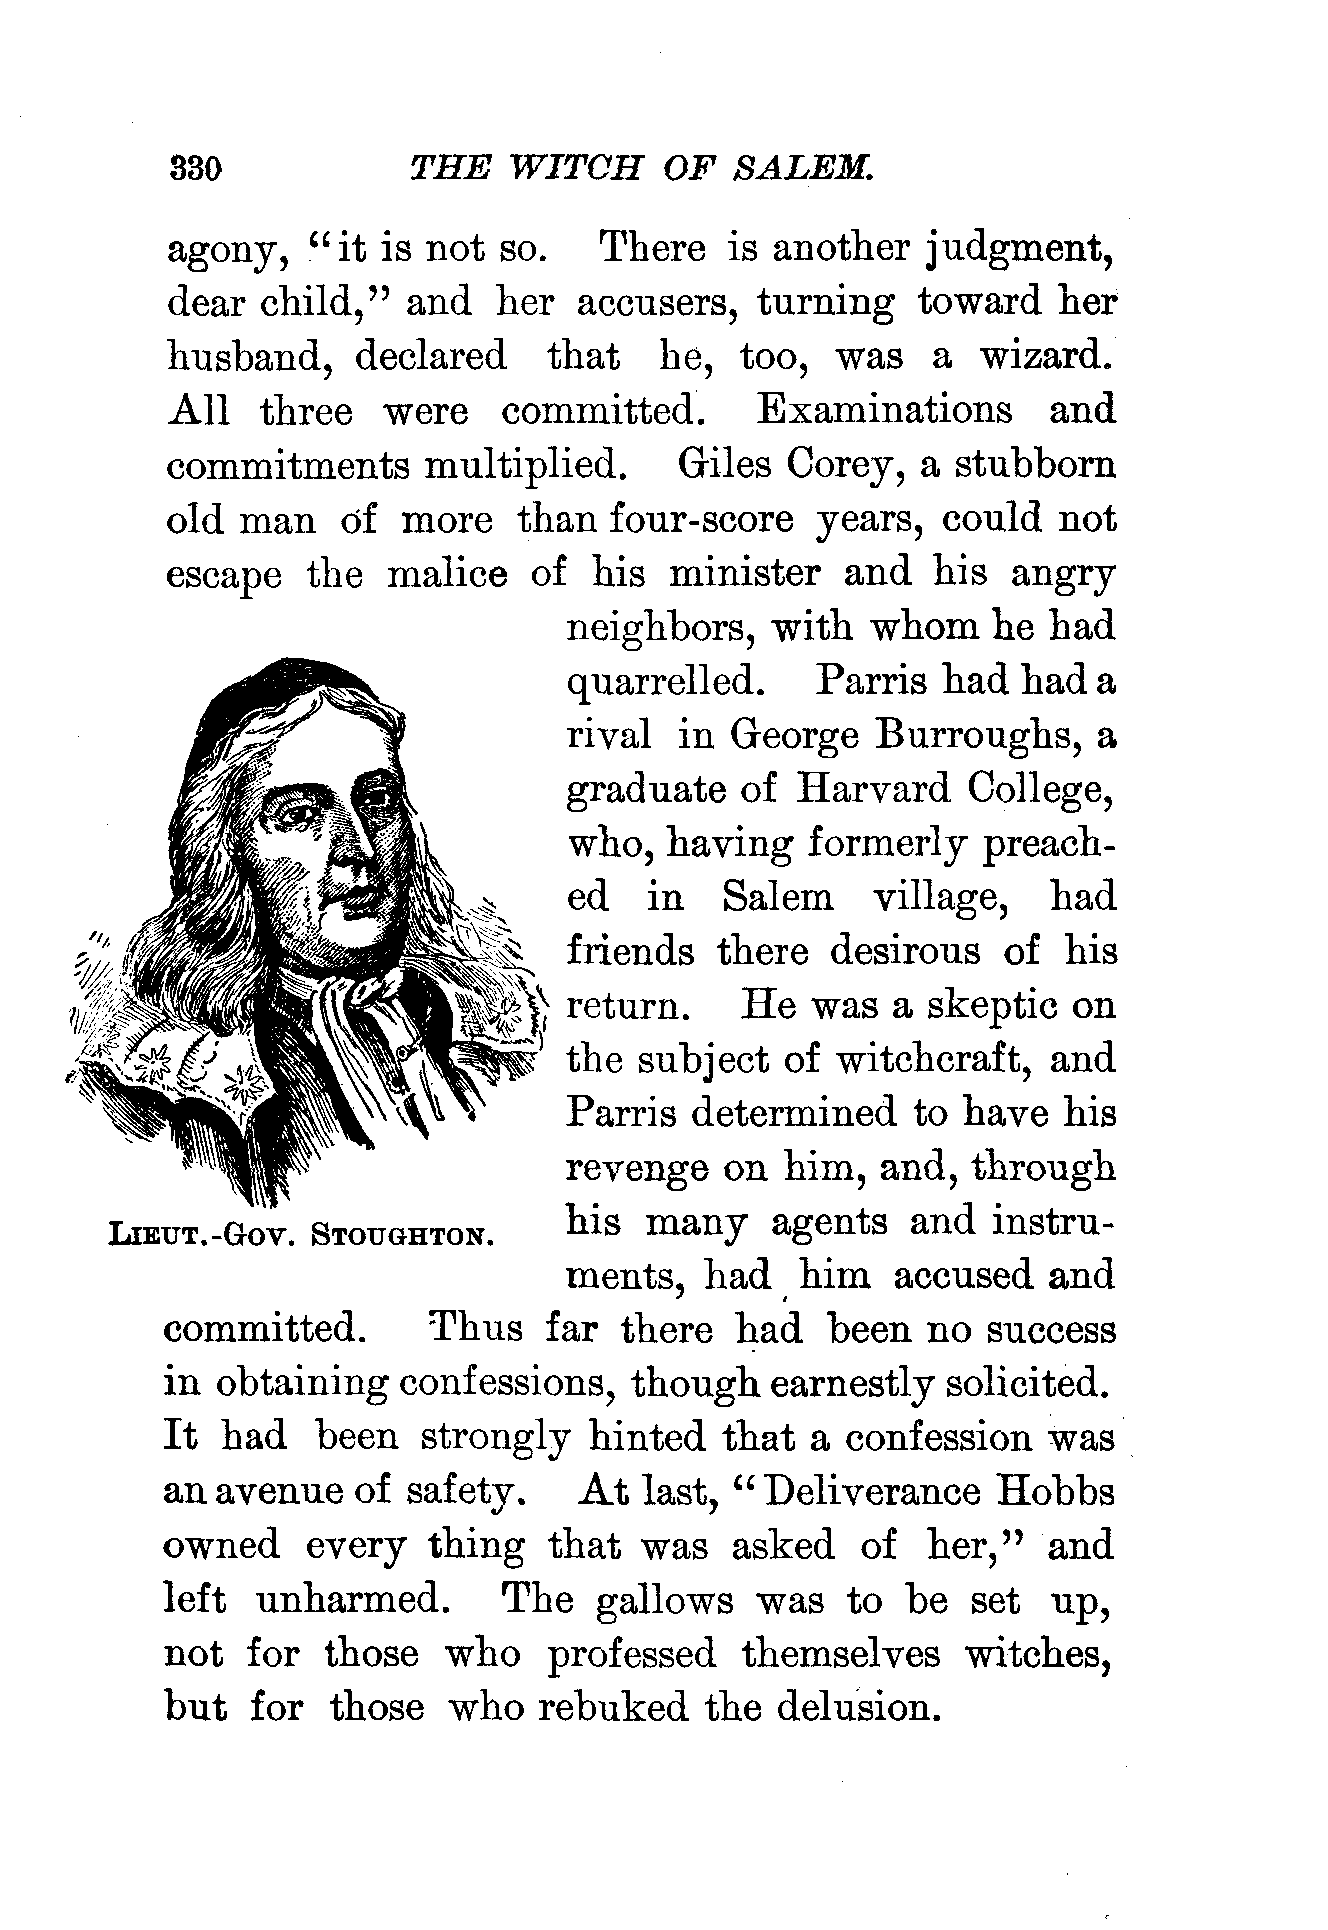 330 THE WITCH OF SALEM.
agony, "it is not so. There is another judgment,
dear child," and her accusers, turning toward her
husband, declared that he, too, was a wizard.
All three were committed. Examinations and
commitments multiplied. Giles Corey, a stubborn
old man of more than four-score years, could not
escape the malice of his minister and his angry
neighbors, with whom he had
quarrelled. Parris had had a
rival in George Burroughs, a
graduate of Harvard College,
who, having formerly preach-
ed in Salem village, had
friends there desirous of his
return. He was a skeptic on
the subject of witchcraft, and
Parris determined to have his
revenge on him, and, through
his many agents and instru-
ments, had him accused and
LIEUT.-GOV. STOUGHTON.
committed. Thus far there had been no success
in obtaining confessions, though earnestly solicited.
It had been strongly hinted that a confession was
an avenue of safety. At last, "Deliverance Hobbs
owned every thing that was asked of her," and
left unharmed. The gallows was to be set up,
not for those who professed themselves witches,
but for those who rebuked the delusion.